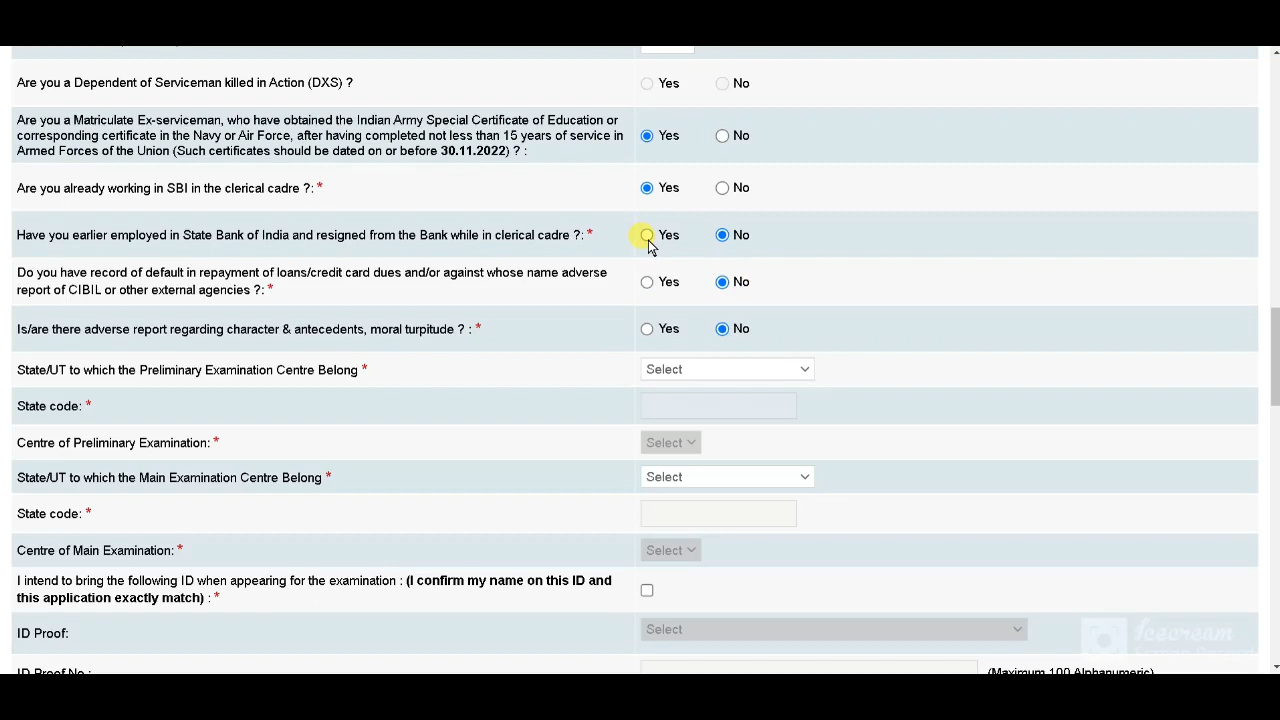 Are you a Dependent of Serviceman killed in Action (DXS) ? Yes No
Are you a Matriculate Ex-serviceman, who have obtained the Indian Army Special Certificate of Education or
corresponding certificate in the Navy or Air Force, after having completed not less than 15 years of service in Yes No
Armed Forces of the Union (Such certificates should be dated on or before 30.11.2022) ? :
Are you already working in SBI in the clerical cadre ?: * Yes No
Have you earlier employed in State Bank of India and resigned from the Bank while in clerical cadre ?: * Yes No
Do you have record of default in repayment of loans/credit card dues and/or against whose name adverse
report of CIBIL or other external agencies ?: * Yes No
Is/are there adverse report regarding character & antecedents, moral turpitude ? : * Yes No
State/UT to which the Preliminary Examination Centre Belong * Select
State code: *
Centre of Preliminary Examination: * Select
State/UT to which the Main Examination Centre Belong * Select
State code: *
Centre of Main Examination: * Select
I intend to bring the following ID when appearing for the examination : (I confirm my name on this ID and
this application exactly match) : *
ID Proof: Select
Icecream
Screen Recorder
ID Proof No : (Maximum 100 Alphanumeric)